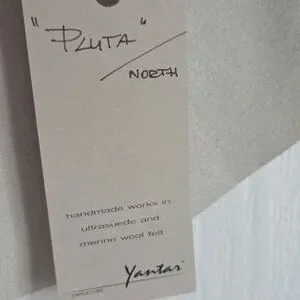 "PLUTA"
/NORTH
handmade works in
ultrasuede and
merino wool felt
Yantar